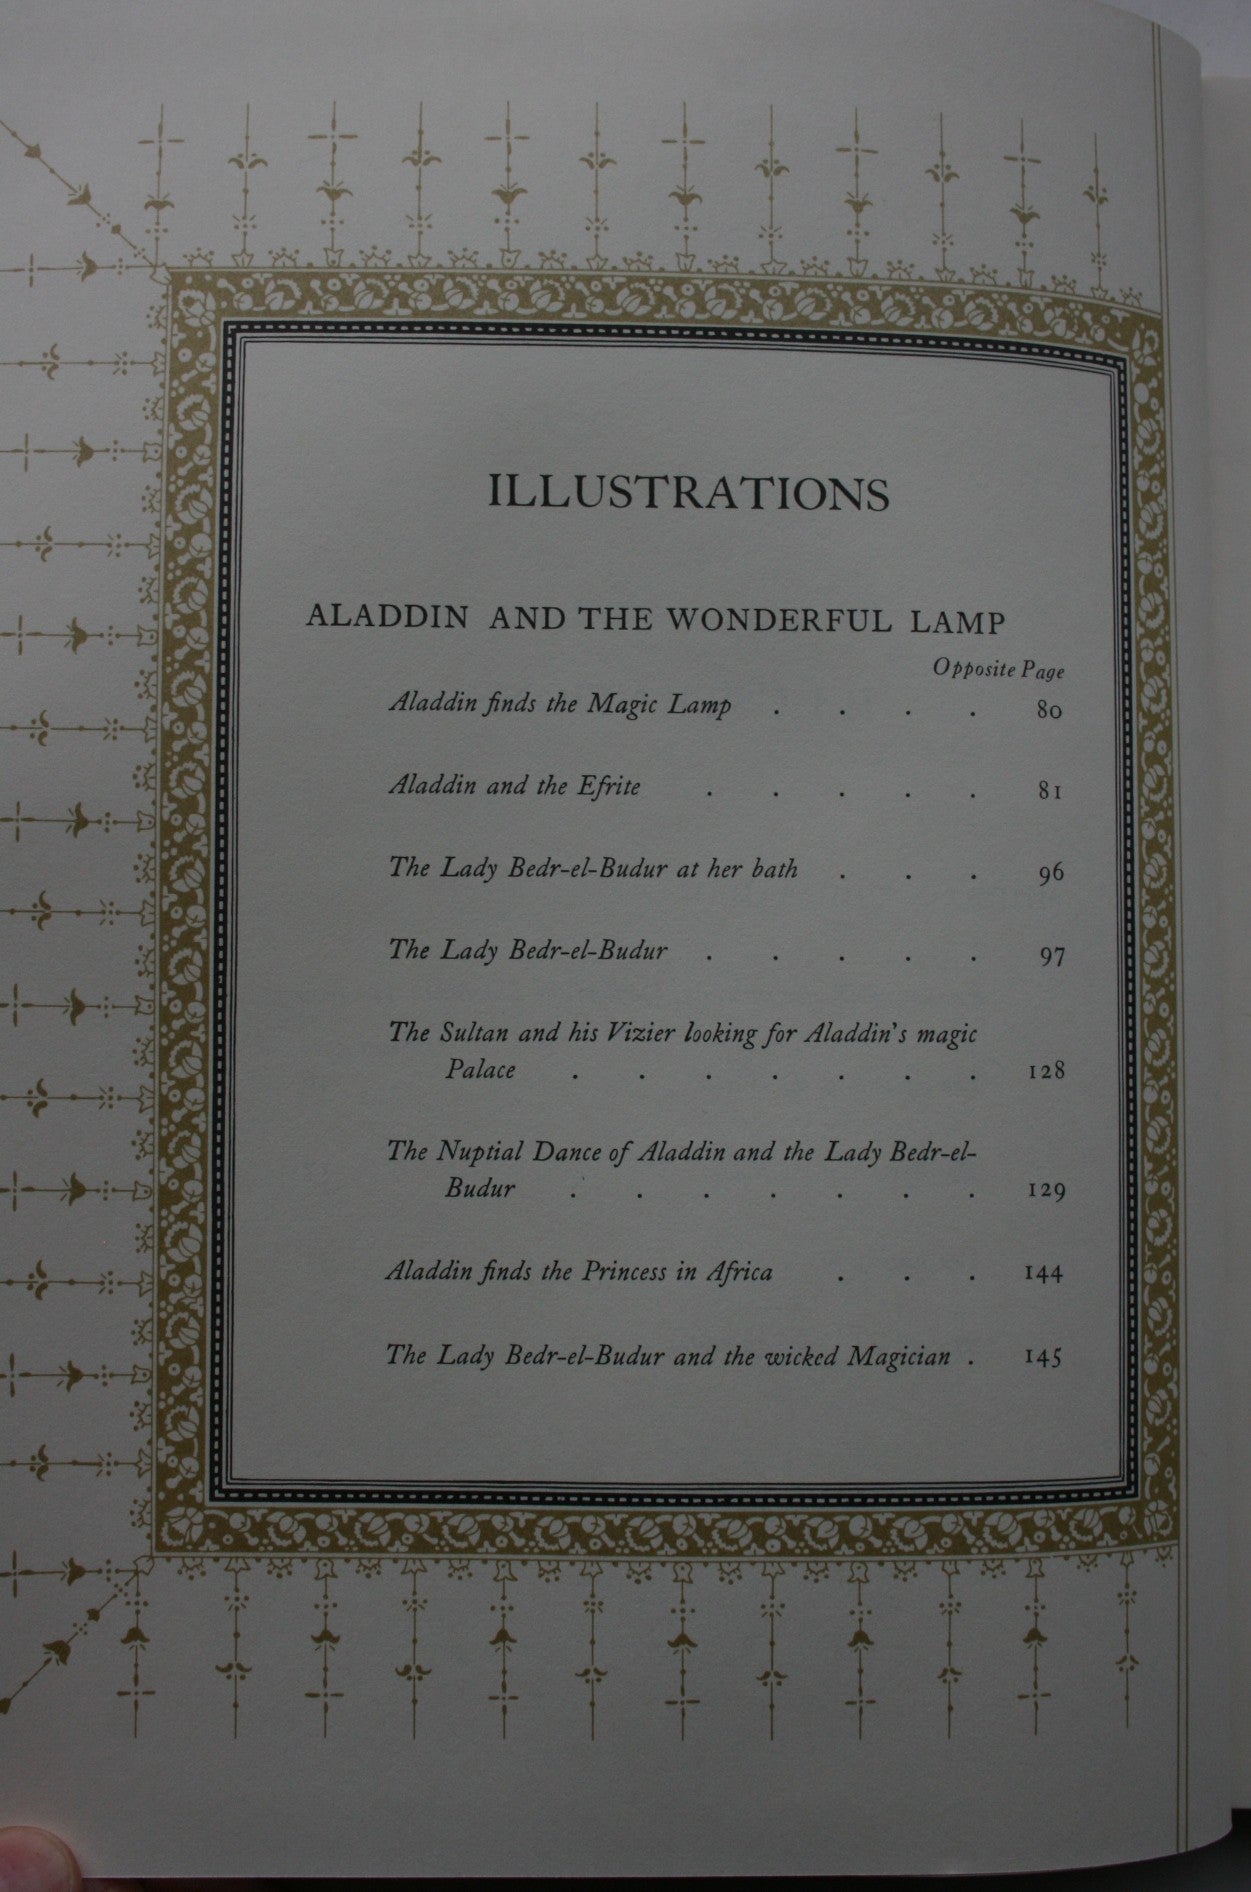 ILLUSTRATIONS
ALADDIN AND THE WONDERFUL LAMP
Opposite Page
Aladdin finds the Magic Lamp . . . . 80
Aladdin and the Efrite . . . . . 81
The Lady Bedr-el-Budur at her bath . . . 96
The Lady Bedr-el-Budur . . . . . 97
The Sultan and his Vizier looking for Aladdin's magic
Palace . . . . . . . 128
The Nuptial Dance of Aladdin and the Lady Bedr-el-
Budur . . . . . . . 129
Aladdin finds the Princess in Africa . . . 144
The Lady Bedr-el-Budur and the wicked Magician . 145